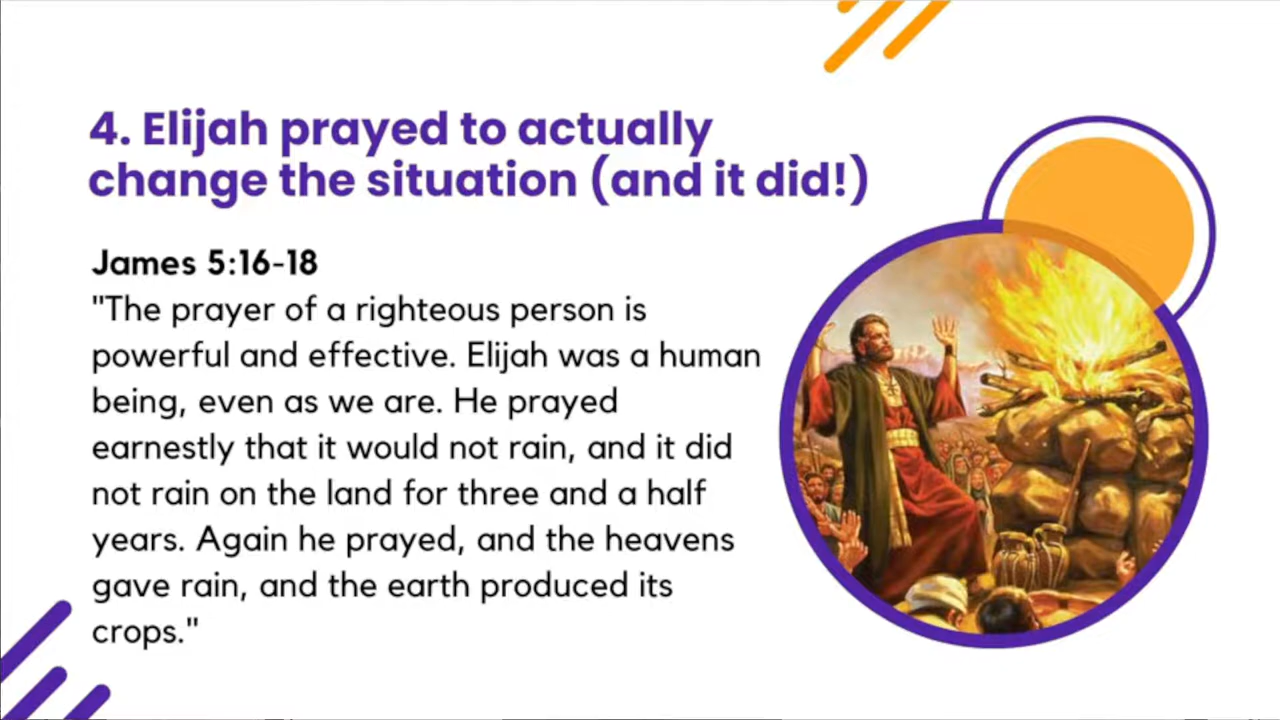 4. Elijah prayed to actually
change the situation (and it did!)
James 5:16-18
"The prayer of a righteous person is
powerful and effective. Elijah was a human
being, even as we are. He prayed
earnestly that it would not rain, and it did
not rain on the land for three and a half
years. Again he prayed, and the heavens
gave rain, and the earth produced its
crops."